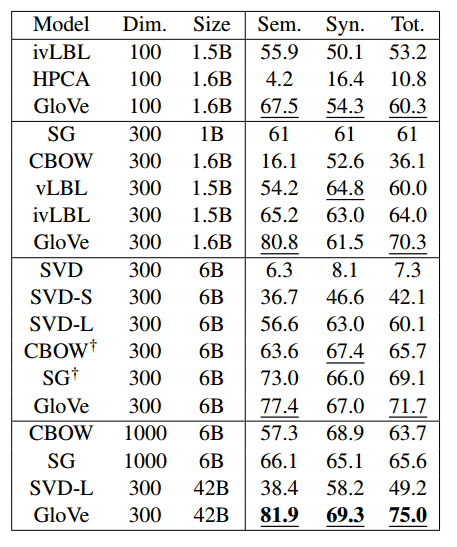 Model Dim. Size Sem. Syn. Tot.
ivLBL 100 1.5B 55.9 50.1 53.2
HPCA 100 1.6B 4.2 16.4 10.8
GloVe 100 1.6B 67.5 54.3 60.3
SG 300 1B 61 61 61
CBOW 300 1.6B 16.1 52.6 36.1
vLBL 300 1.5B 54.2 64.8 60.0
ivLBL 300 1.5B 65.2 63.0 64.0
GloVe 300 1.6B 80.8 61.5 70.3
SVD 300 6B 6.3 8.1 7.3
SVD-S 300 6B 36.7 46.6 42.1
SVD-L 300 6B 56.6 63.0 60.1
CBOW† 300 6B 63.6 67.4 65.7
SG† 300 6B 73.0 66.0 69.1
GloVe 300 6B 77.4 67.0 71.7
CBOW 1000 6B 57.3 68.9 63.7
SG 1000 6B 66.1 65.1 65.6
SVD-L 300 42B 38.4 58.2 49.2
GloVe 300 42B 81.9 69.3 75.0